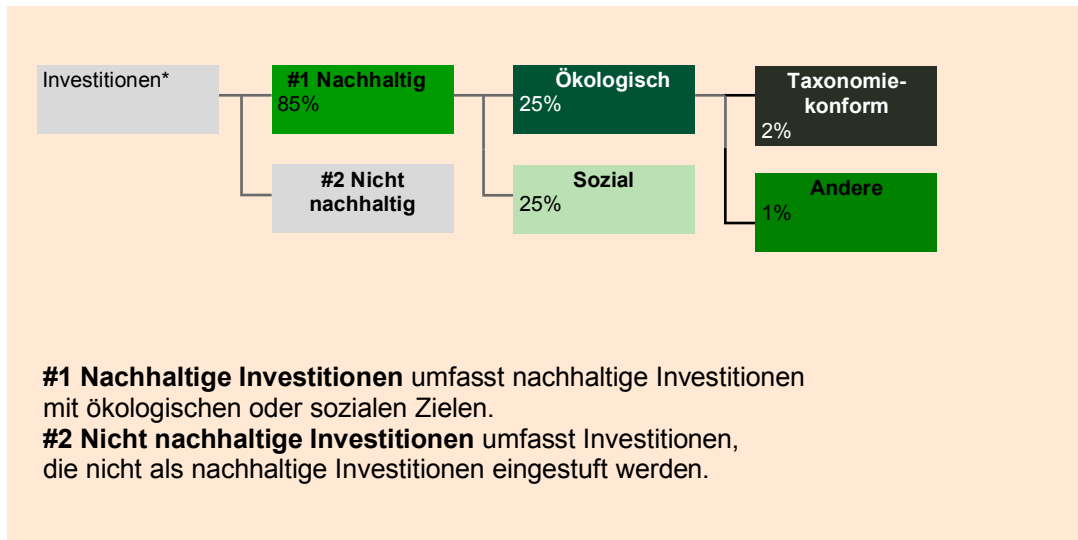 Investitionen*
#1 Nachhaltig
85%
#2 Nicht
nachhaltig
Ökologisch
25%
Sozial
25%
Taxonomie-
konform
2%
Andere
1%
#1 Nachhaltige Investitionen umfasst nachhaltige Investitionen
mit ökologischen oder sozialen Zielen.
#2 Nicht nachhaltige Investitionen umfasst Investitionen,
die nicht als nachhaltige Investitionen eingestuft werden.